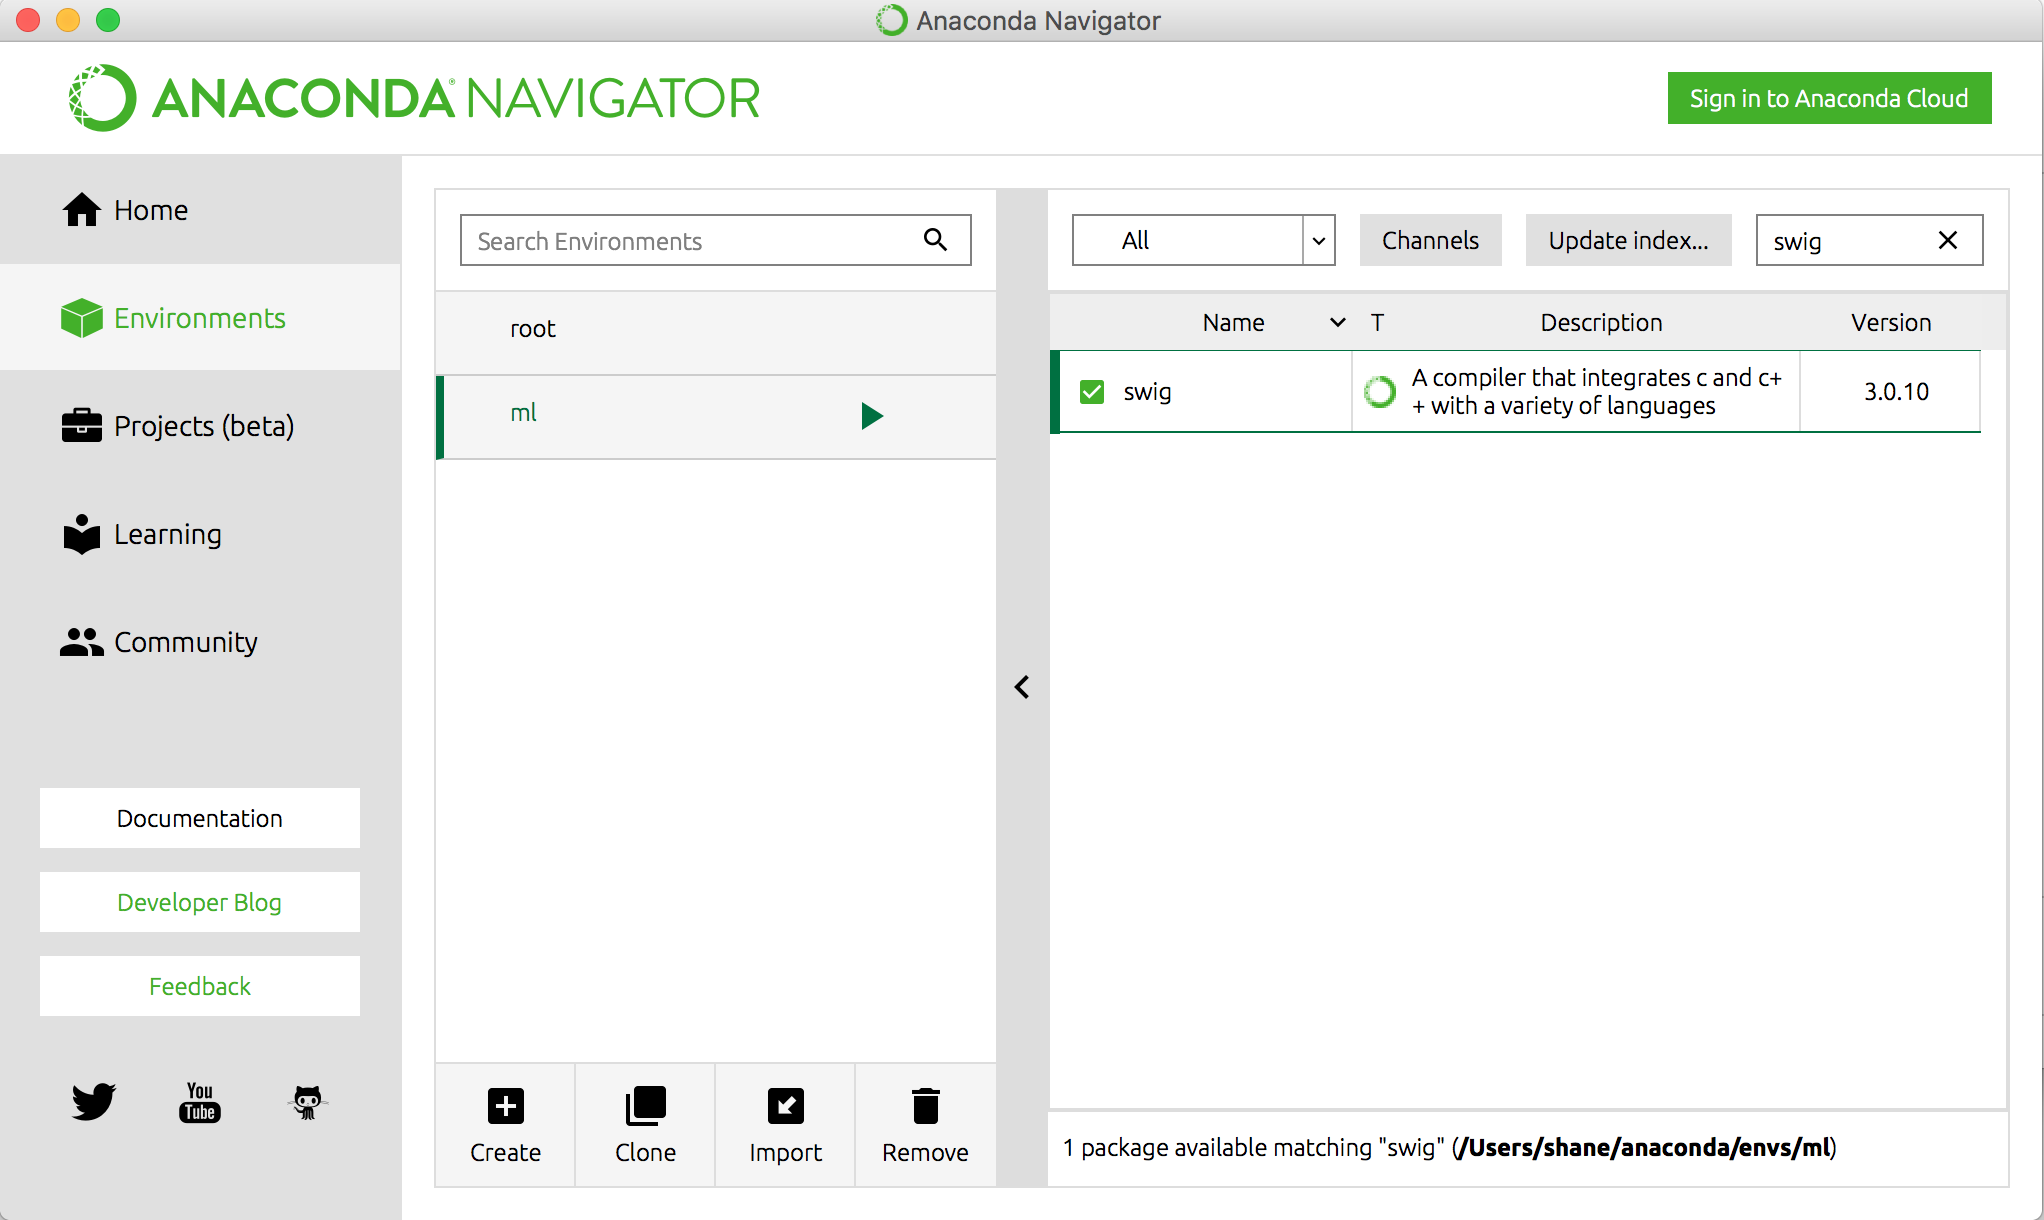 Anaconda Navigator
ANACONDA® NAVIGATOR
Sign in to Anaconda Cloud
Home
Environments
Projects (beta)
Learning
Community
Documentation
Developer Blog
Feedback
You
Tube
Search Environments
root
ml
Create
Clone
Import
Remove
All
Channels
Update index...
swig
Name
T
Description
Version
swig
A compiler that integrates c and c+
+ with a variety of languages
3.0.10
1 package available matching "swig" (/Users/shane/anaconda/envs/ml)